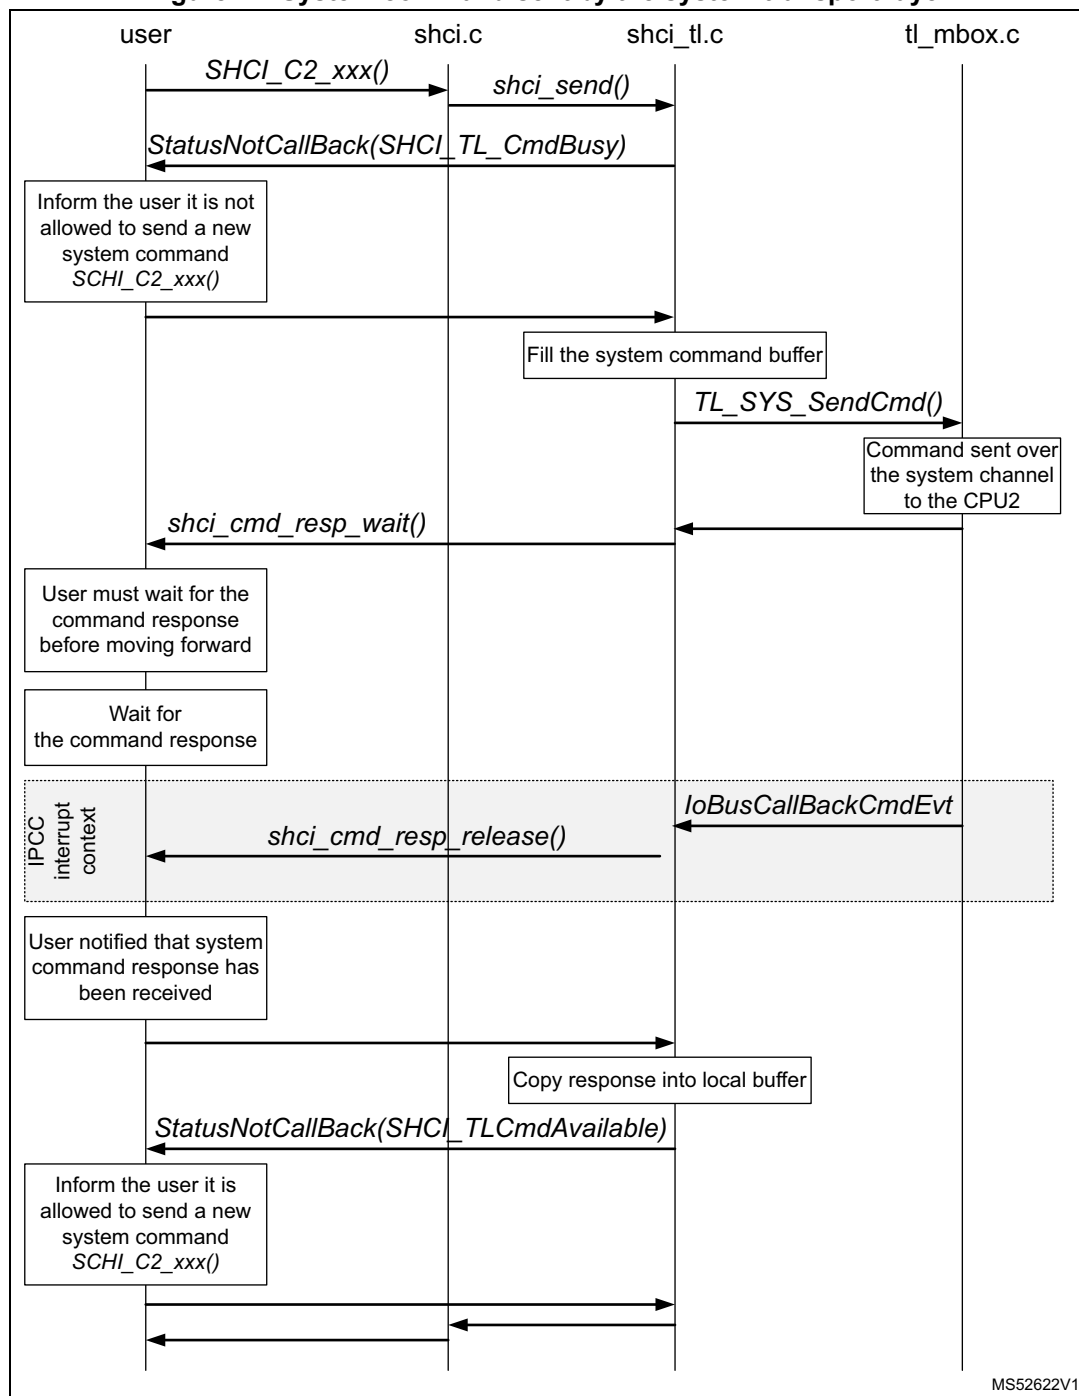 user shci.c shci_tl.c tl_mbox.c
SHCI_C2_xxx()
shci_send()
StatusNotCallBack(SHCI_TL_CmdBusy)
Inform the user it is not
allowed to send a new
system command
SCHI_C2_xxx()
Fill the system command buffer
TL_SYS_SendCmd()
Command sent over
the system channel
to the CPU2
shci_cmd_resp_wait()
User must wait for the
command response
before moving forward
Wait for
the command response
IPCC
interrupt
context
IoBusCallBackCmdEvt
shci_cmd_resp_release()
User notified that system
command response has
been received
Copy response into local buffer
StatusNotCallBack(SHCI_TLCmdAvailable)
Inform the user it is
allowed to send a new
system command
SCHI_C2_xxx()
MS52622V1